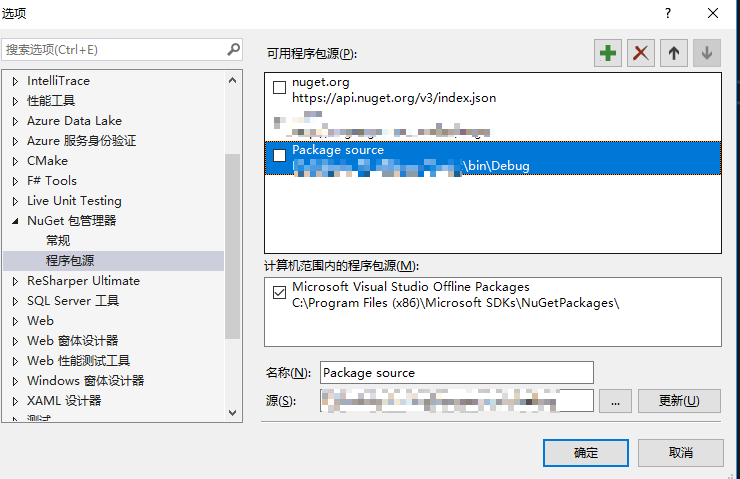 选项
?
搜索选项(Ctrl+E)
IntelliTrace
性能工具
Azure Data Lake
Azure 服务身份验证
CMake
F# Tools
Live Unit Testing
NuGet 包管理器
常规
程序包源
ReSharper Ultimate
SQL Server 工具
Web
Web 窗体设计器
Web 性能测试工具
Windows 窗体设计器
XAML 设计器
测试
可用程序包源(P):
nuget.org
https://api.nuget.org/v3/index.json
Package source
\bin\Debug
计算机范围内的程序包源(M):
Microsoft Visual Studio Offline Packages
C:\Program Files (x86)\Microsoft SDKs\NuGetPackages\
名称(N): Package source
源(S): ... 更新(U)
确定 取消